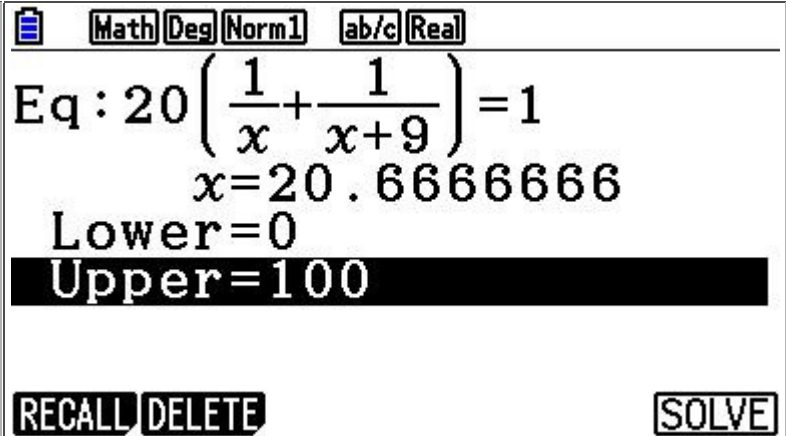 Math Deg Norm1 ab/c Real
Eq:20(1/x+1/(x+9))=1
x=20.6666666
Lower=0
Upper=100
RECALL DELETE SOLVE